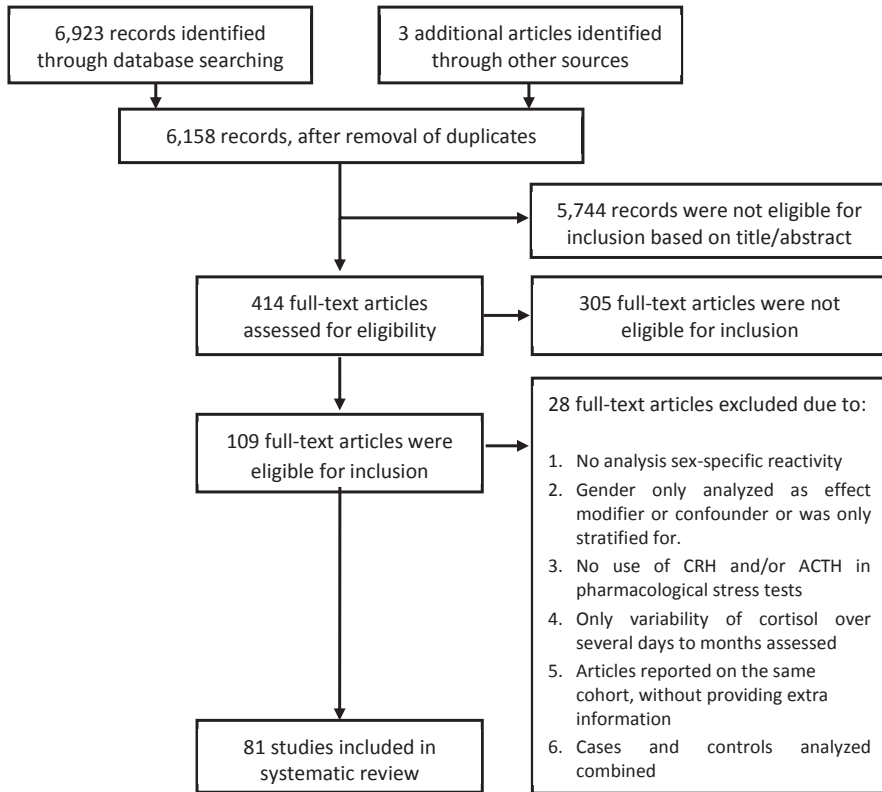 6,923 records identified
through database searching
3 additional articles identified
through other sources
6,158 records, after removal of duplicates
5,744 records were not eligible for
inclusion based on title/abstract
414 full-text articles
assessed for eligibility
305 full-text articles were not
eligible for inclusion
109 full-text articles were
eligible for inclusion
28 full-text articles excluded due to:
1. No analysis sex-specific reactivity
2. Gender only analyzed as effect
modifier or confounder or was only
stratified for.
3. No use of CRH and/or ACTH in
pharmacological stress tests
4. Only variability of cortisol over
several days to months assessed
5. Articles reported on the same
cohort, without providing extra
information
6. Cases and controls analyzed
combined
81 studies included in
systematic review